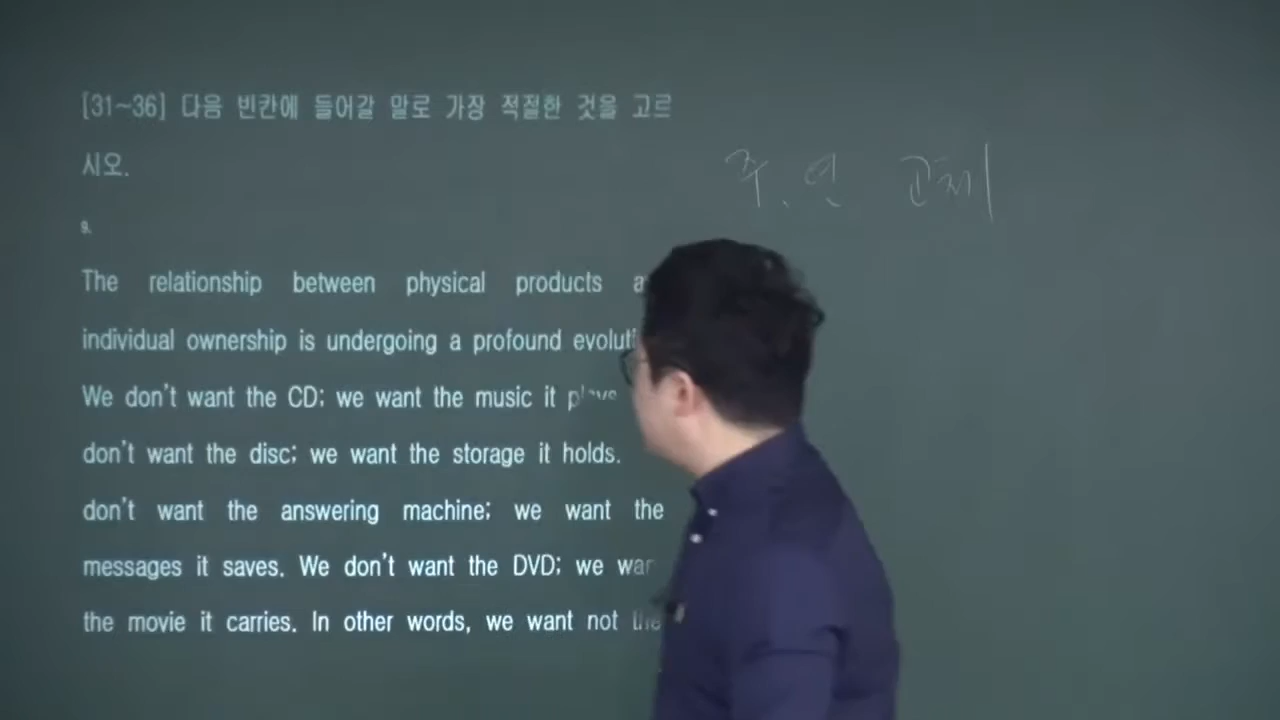 [31~36] 다음 빈칸에 들어갈 말로 가장 적절한 것을 고르
시오.
9.
The relationship between physical products
individual ownership is undergoing a profound
We don't want the CD; we want the music it
don't want the disc; we want the storage it holds.
don't want the answering machine; we want the
messages it saves. We don't want the DVD; we
the movie it carries. In other words, we want not the
주. 연